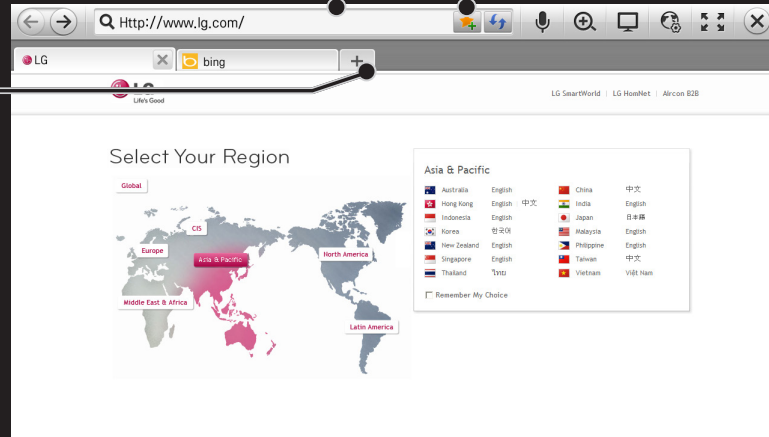 Http://www.lg.com/
LG
bing
LG
Life's Good
LG SmartWorld | LG HomNet | Aircon B2B
Select Your Region
Global
CIS
Europe
Asia & Pacific
North America
Middle East & Africa
Latin America
Asia & Pacific
Australia English China 中文
Hong Kong English | 中文 India English
Indonesia English Japan 日本語
Korea 한국어 Malaysia English
New Zealand English Philippine English
Singapore English Taiwan 中文
Thailand ไทย Vietnam Việt Nam
Remember My Choice